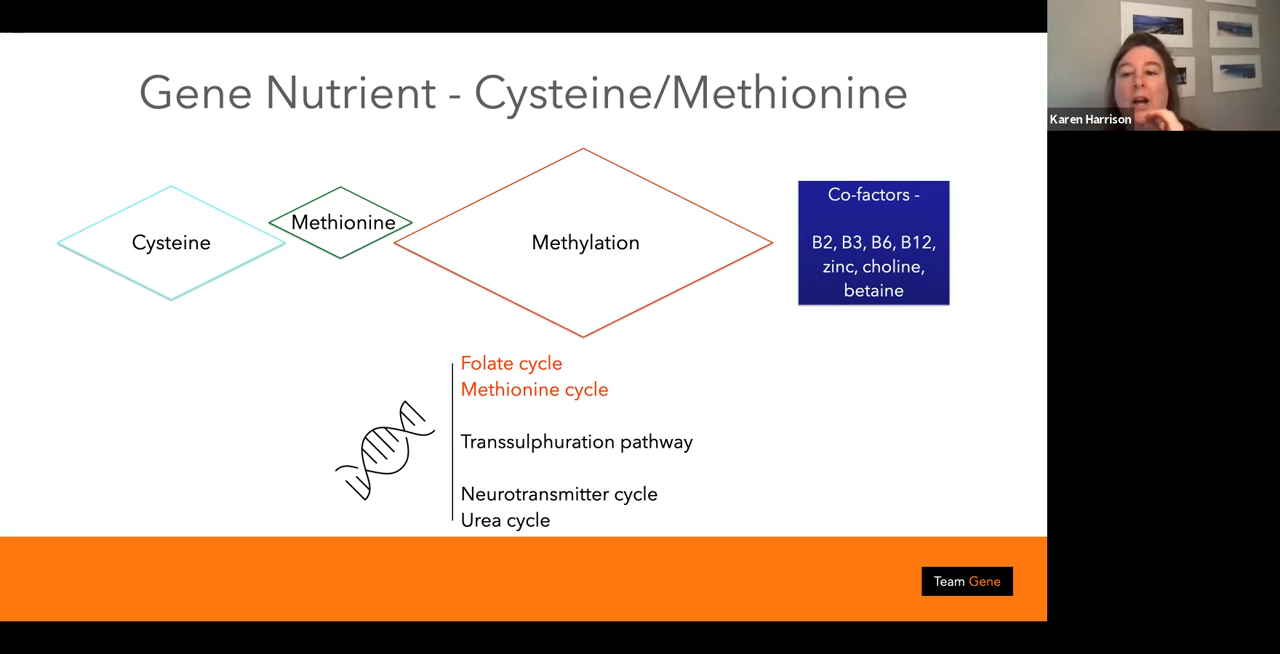 Gene Nutrient - Cysteine/Methionine
Karen Harrison
Cysteine
Methionine
Methylation
Co-factors -
B2, B3, B6, B12,
zinc, choline,
betaine
Folate cycle
Methionine cycle
Transsulphuration pathway
Neurotransmitter cycle
Urea cycle
Team Gene